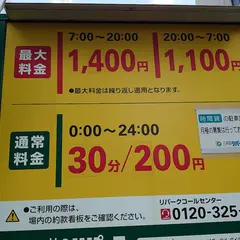 7:00～20:00 20:00～7:00
最大料金 1,400円 1,100円
●最大料金は繰り返し適用となります。
時間貸
通常料金 0:00～24:00
30分/200円
●ご利用の際は、
場内の約款看板をご確認ください。
リパークコールセンター
0120-325-